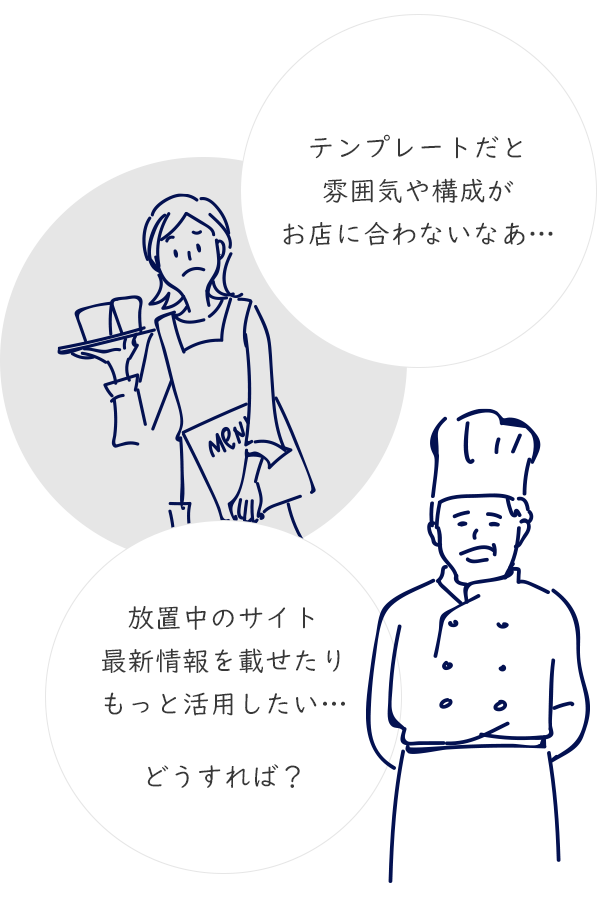 テンプレートだと
雰囲気や構成が
お店に合わないなあ…
MENU
放置中のサイト
最新情報を載せたり
もっと活用したい…
どうすれば？